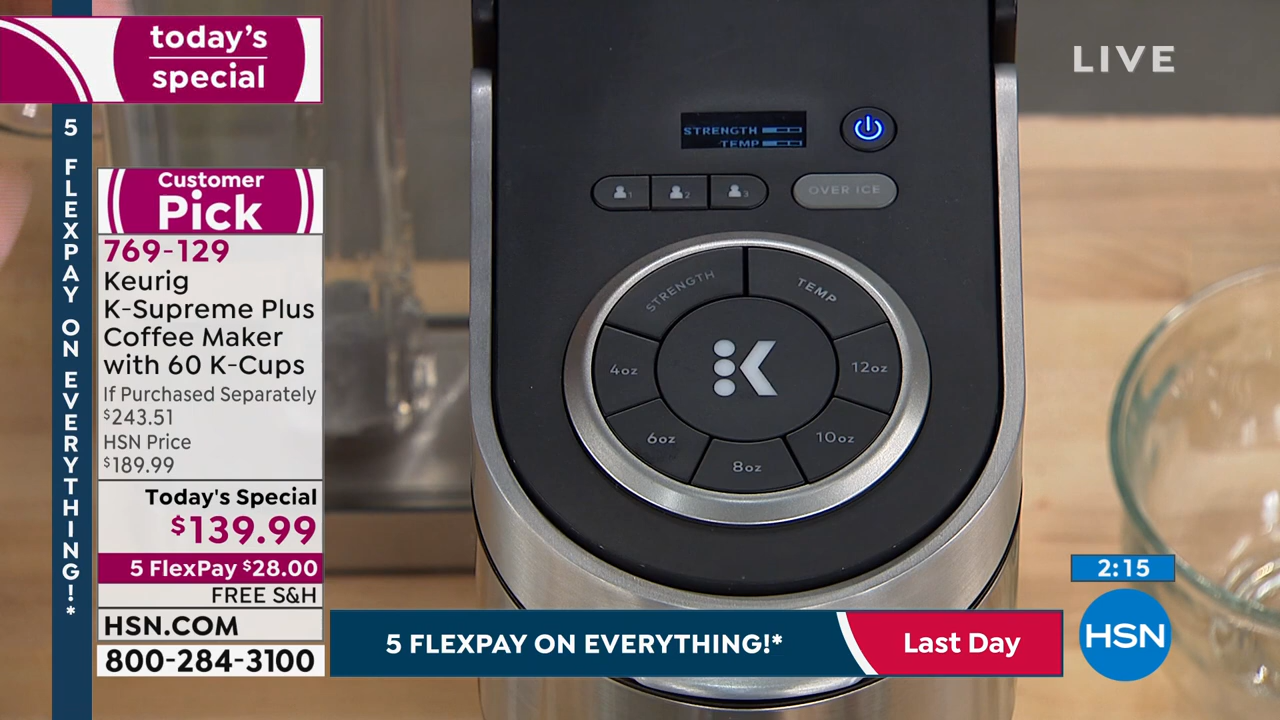 today's
special
LIVE
5 FLEXPAY ON EVERYTHING!*
Customer
Pick
769-129
Keurig
K-Supreme Plus
Coffee Maker
with 60 K-Cups
If Purchased Separately
$243.51
HSN Price
$189.99
Today's Special
$139.99
5 FlexPay $28.00
FREE S&H
HSN.COM
800-284-3100
STRENGTH
TEMP
1 2 3
OVER ICE
STRENGTH
TEMP
4oz
12oz
6oz
10oz
8oz
K
2:15
HSN
5 FLEXPAY ON EVERYTHING!*
Last Day